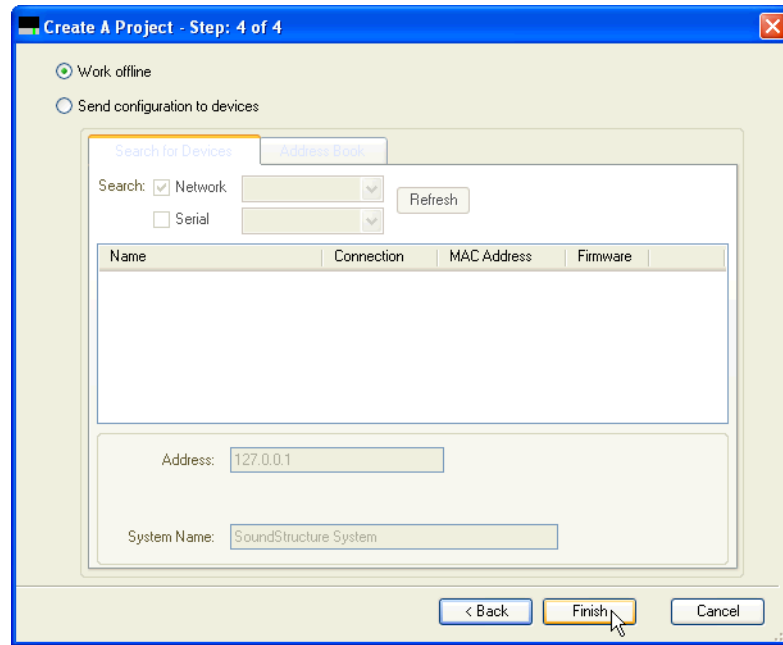 Create A Project - Step: 4 of 4
Work offline
Send configuration to devices
Search for Devices Address Book
Search: Network Refresh
Serial
Name Connection MAC Address Firmware
Address: 127.0.0.1
System Name: SoundStructure System
< Back Finish Cancel